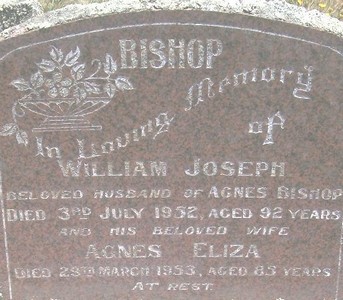 BISHOP
In Loving Memory
of
WILLIAM JOSEPH
BELOVED HUSBAND OF AGNES BISHOP
DIED 3RD JULY 1952, AGED 92 YEARS
AND HIS BELOVED WIFE
AGNES ELIZA
DIED 29TH MARCH 1953, AGED 83 YEARS
AT REST